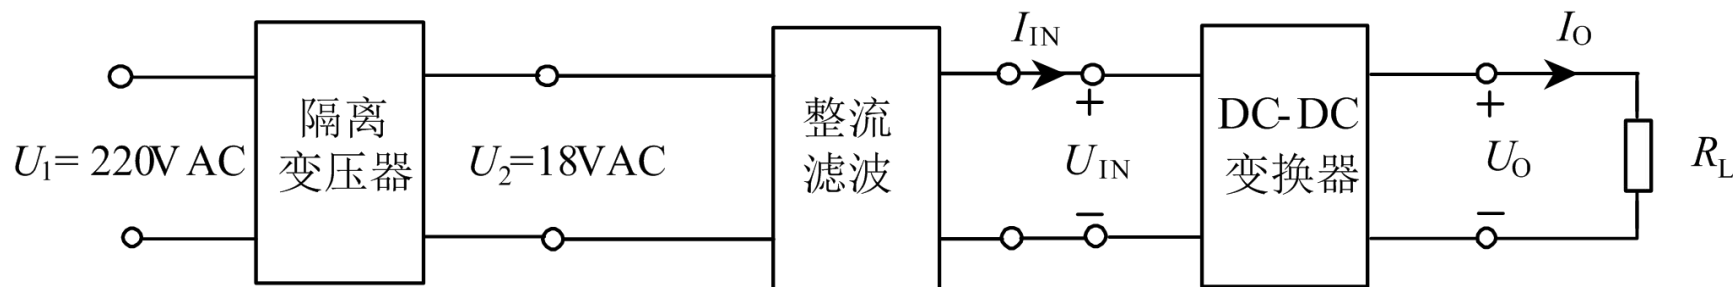 U₁= 220V AC
隔离
变压器
U₂=18VAC
整流
滤波
I_IN
+
U_IN
−
DC-DC
变换器
I_O
+
U_O
−
R_L